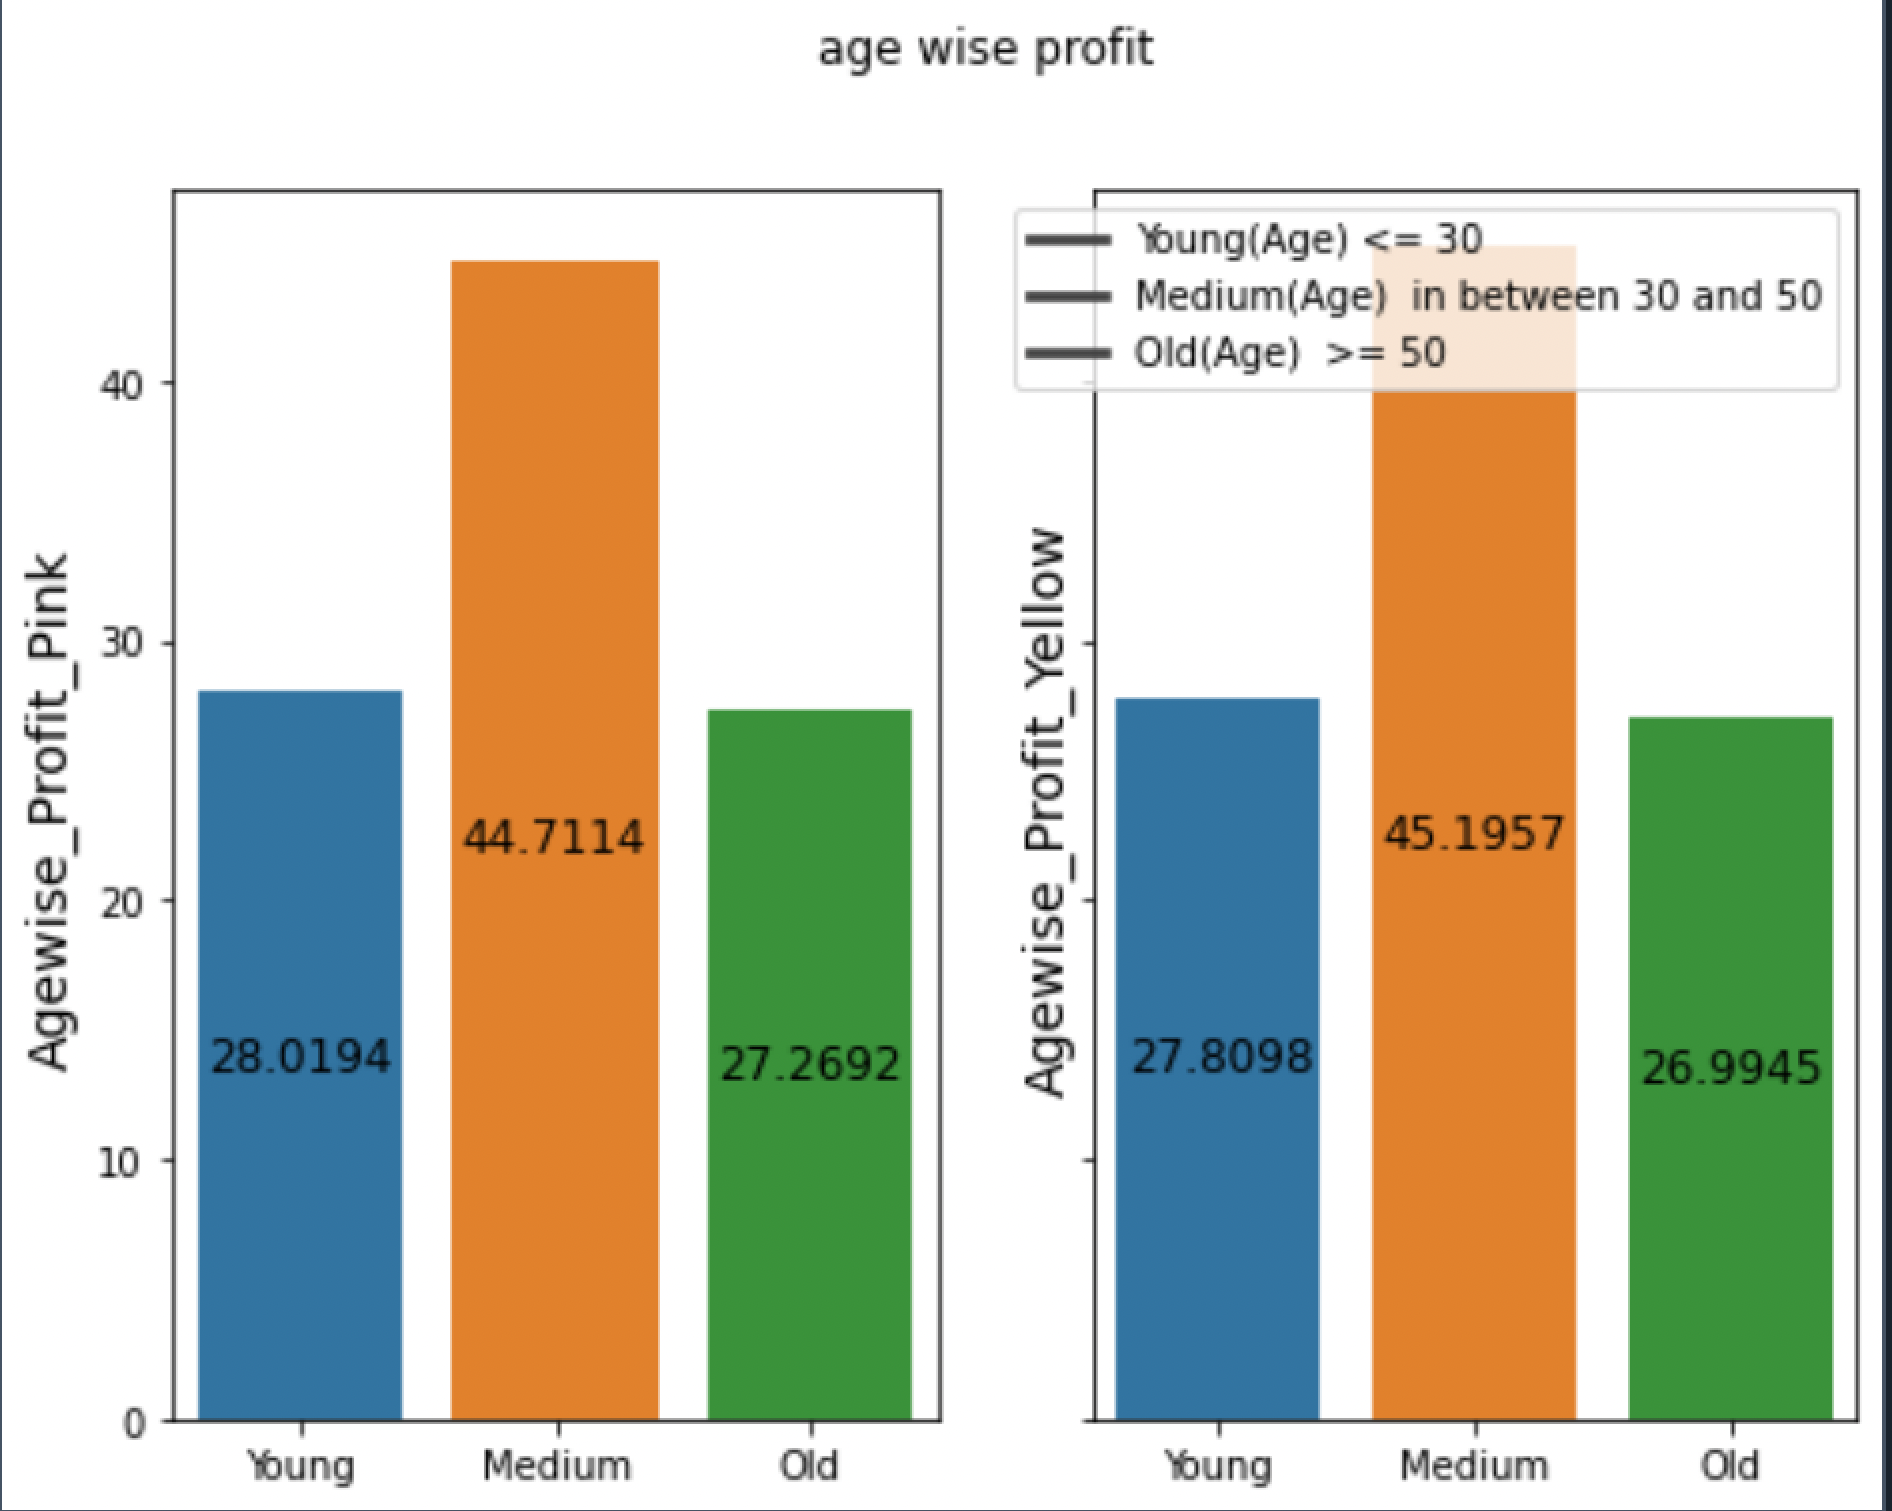 age wise profit
Agewise_Profit_Pink
40
30
20
10
0
44.7114
28.0194
27.2692
Young
Medium
Old
Agewise_Profit_Yellow
Young(Age) <= 30
Medium(Age)  in between 30 and 50
Old(Age)  >= 50
45.1957
27.8098
26.9945
Young
Medium
Old